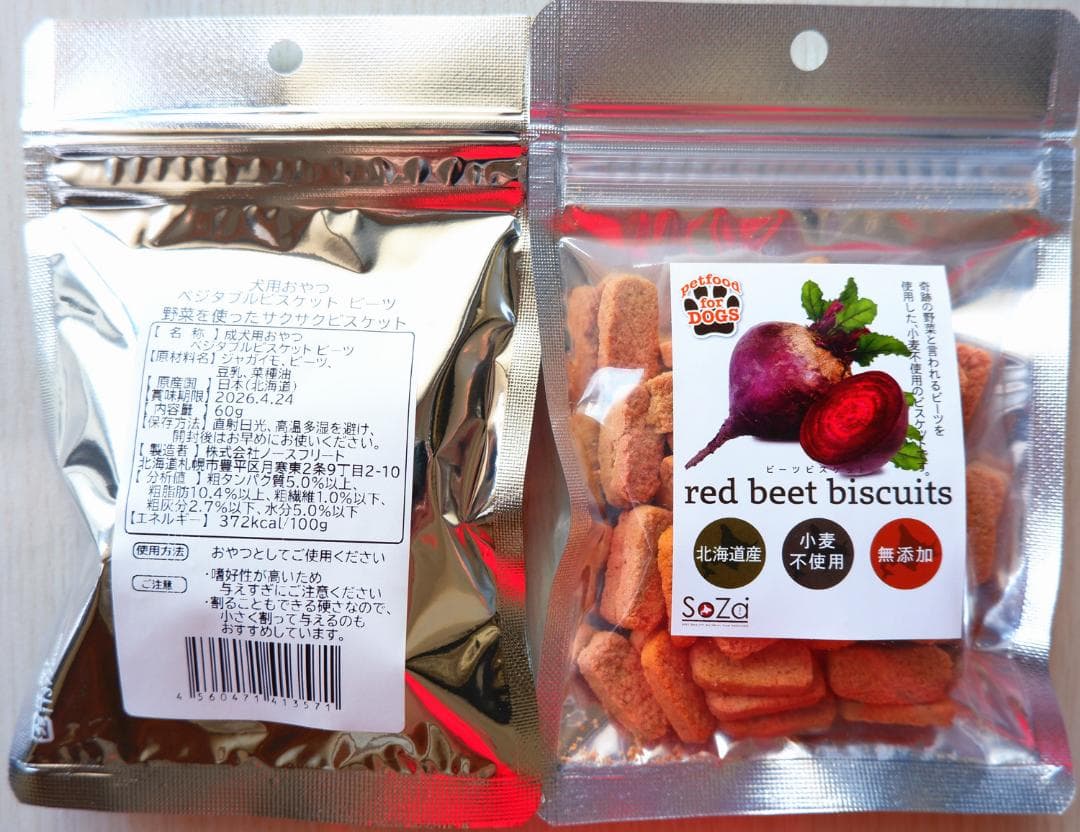 犬用おやつ
ベジタブルビスケット ビーツ
野菜を使ったサクサクビスケット
【 名 称 】成犬用おやつ
ベジタブルビスケット ビーツ
【原材料名】ジャガイモ、ビーツ、
豆乳、菜種油
【 原産国 】日本(北海道)
【賞味期限】2026.4.24
【 内容量 】60g
【保存方法】直射日光、高温多湿を避け、
開封後はお早めにお使いください。
【 製造者 】株式会社ノースフリート
北海道札幌市豊平区月寒東2条9丁目2-10
【 分析値 】粗タンパク質5.0%以上、
粗脂肪10.4%以上、粗繊維1.0%以下、
粗灰分2.7%以下、水分5.0%以下
【エネルギー】 372kcal/100g
使用方法 おやつとしてご使用ください
ご注意 ・嗜好性が高いため
与えすぎにご注意ください
・割ることもできる硬さなので、
小さく割って与えるのも
おすすめしています。
4 560471 413571
petfood
for
DOGS
奇跡の野菜と言われるビーツを
使用した、小麦不使用のビスケット
す。
ビーツビスケット
red beet biscuits
北海道産
小麦
不使用
無添加
SoZai